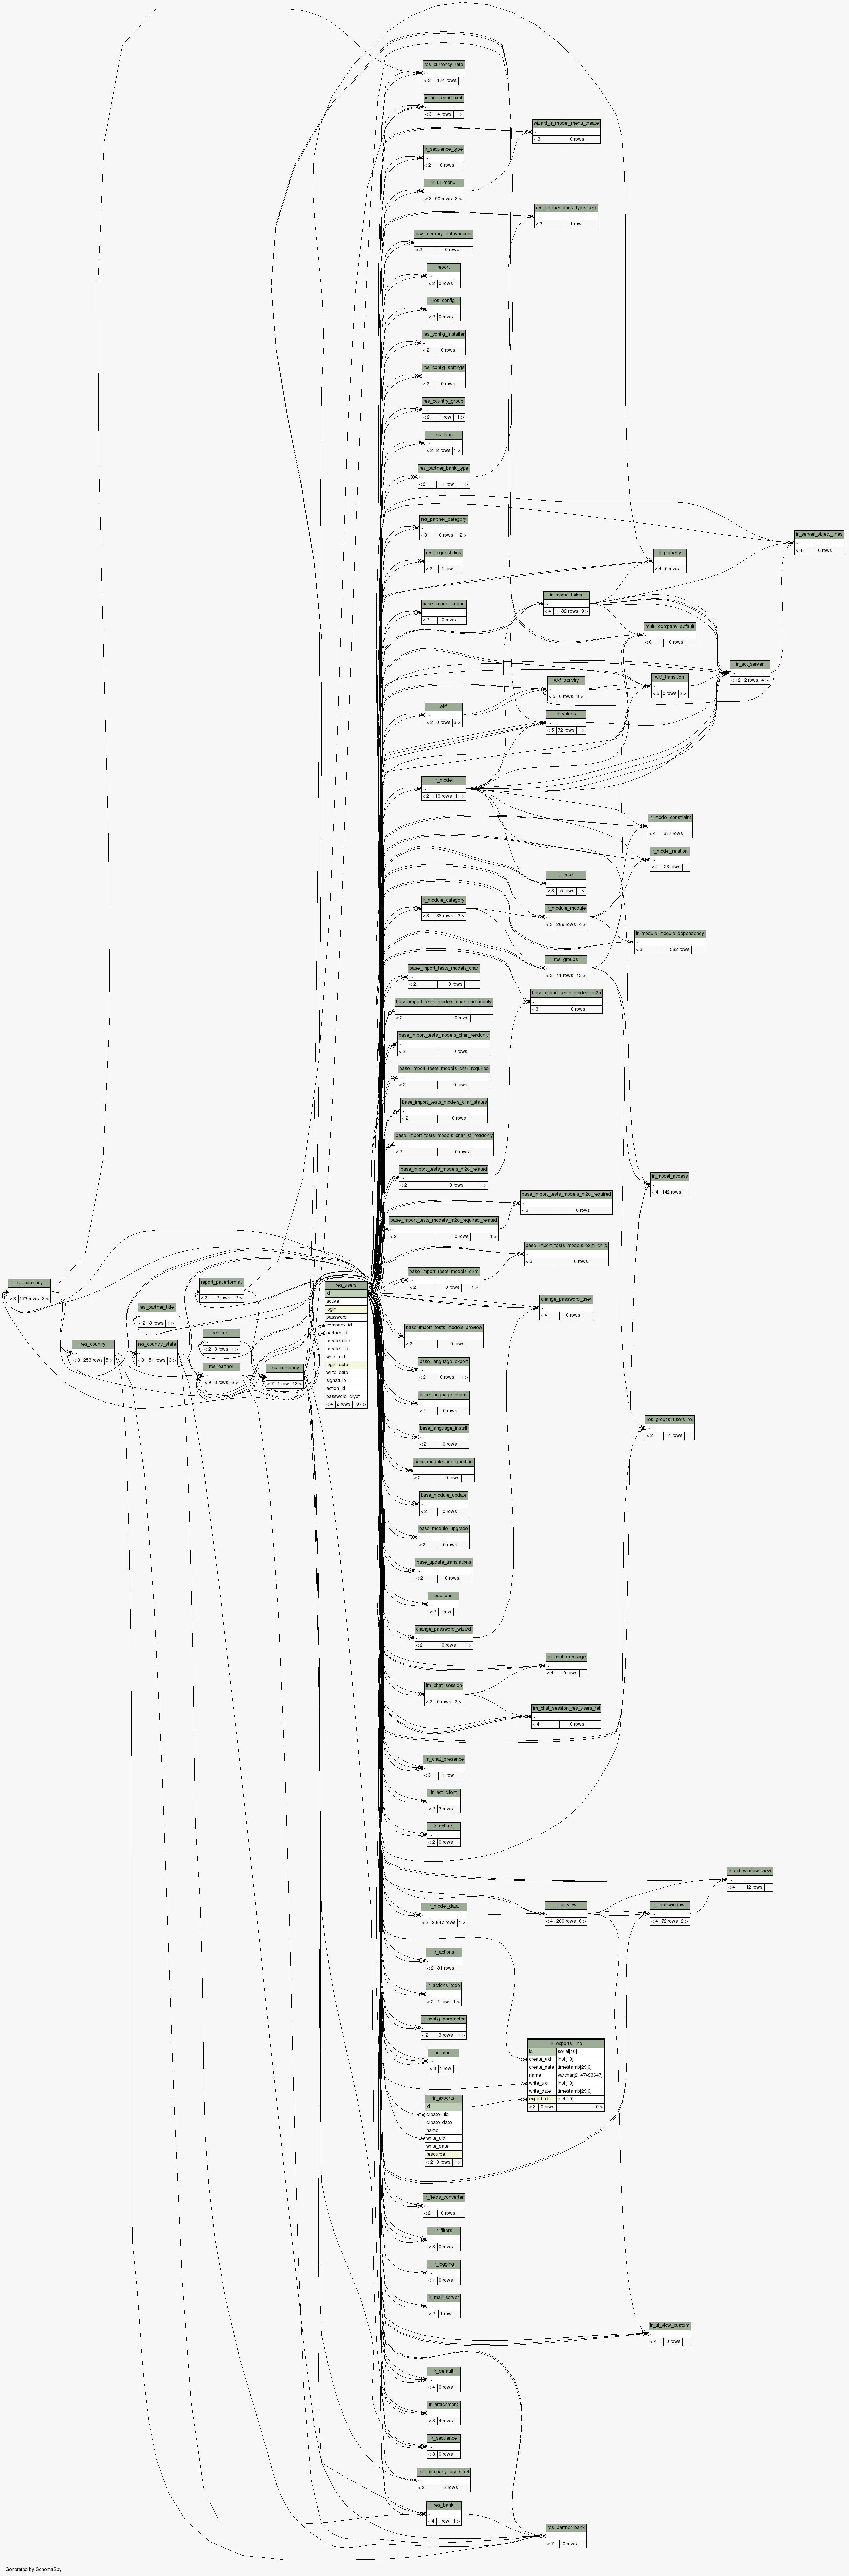 res_currency_rate
...
< 3 174 rows
ir_act_report_xml
...
< 3 4 rows 1 >
wizard_ir_model_menu_create
...
< 3 0 rows
ir_sequence_type
...
< 2 0 rows
ir_ui_menu
...
< 3 90 rows 3 >
res_partner_bank_type_field
...
< 3 1 row
osv_memory_autovacuum
...
< 2 0 rows
report
...
< 2 0 rows
res_config
...
< 2 0 rows
res_config_installer
...
< 2 0 rows
res_config_settings
...
< 2 0 rows
res_country_group
...
< 2 1 row 1 >
res_lang
...
< 2 2 rows 1 >
res_partner_bank_type
...
< 2 1 row 1 >
res_partner_category
...
< 3 0 rows 2 >
ir_server_object_lines
...
< 4 0 rows
res_request_link
...
< 2 1 row
ir_property
...
< 4 0 rows
ir_model_fields
...
< 4 1.182 rows 9 >
base_import_import
...
< 2 0 rows
multi_company_default
...
< 6 0 rows
ir_act_server
...
< 12 2 rows 4 >
wkf_activity
...
< 5 0 rows 3 >
wkf_transition
...
< 5 0 rows 2 >
wkf
...
< 2 0 rows 3 >
ir_values
...
< 5 72 rows 1 >
ir_model
...
< 2 119 rows 11 >
ir_model_constraint
...
< 4 337 rows
ir_model_relation
...
< 4 23 rows
ir_rule
...
< 3 15 rows 1 >
ir_module_category
...
< 3 38 rows 3 >
ir_module_module
...
< 3 269 rows 4 >
ir_module_module_dependency
...
< 3 582 rows
res_groups
...
< 3 11 rows 13 >
base_import_tests_models_char
...
< 2 0 rows
base_import_tests_models_m2o
...
< 3 0 rows
base_import_tests_models_char_noreadonly
...
< 2 0 rows
base_import_tests_models_char_readonly
...
< 2 0 rows
base_import_tests_models_char_required
...
< 2 0 rows
base_import_tests_models_char_states
...
< 2 0 rows
base_import_tests_models_char_stillreadonly
...
< 2 0 rows
base_import_tests_models_m2o_related
...
< 2 0 rows 1 >
ir_model_access
...
< 4 142 rows
base_import_tests_models_m2o_required
...
< 3 0 rows
base_import_tests_models_m2o_required_related
...
< 2 0 rows 1 >
base_import_tests_models_o2m_child
...
< 3 0 rows
base_import_tests_models_o2m
...
< 2 0 rows 1 >
res_currency
...
< 3 173 rows 3 >
report_paperformat
...
< 2 2 rows 2 >
res_partner_title
...
< 2 8 rows 1 >
res_font
...
< 2 3 rows 1 >
res_country
...
< 3 253 rows 5 >
res_country_state
...
< 3 51 rows 3 >
res_partner
...
< 9 3 rows 6 >
res_company
...
< 7 1 row 13 >
res_users
id
active
login
password
company_id
partner_id
create_date
create_uid
write_uid
login_date
write_date
signature
action_id
password_crypt
< 4 2 rows 197 >
change_password_user
...
< 4 0 rows
base_import_tests_models_preview
...
< 2 0 rows
base_language_export
...
< 2 0 rows 1 >
base_language_import
...
< 2 0 rows
base_language_install
...
< 2 0 rows
res_groups_users_rel
...
< 2 4 rows
base_module_configuration
...
< 2 0 rows
base_module_update
...
< 2 0 rows
base_module_upgrade
...
< 2 0 rows
base_update_translations
...
< 2 0 rows
bus_bus
...
< 2 1 row
change_password_wizard
...
< 2 0 rows 1 >
im_chat_message
...
< 4 0 rows
im_chat_session
...
< 2 0 rows 2 >
im_chat_session_res_users_rel
...
< 4 0 rows
im_chat_presence
...
< 3 1 row
ir_act_client
...
< 2 3 rows
ir_act_url
...
< 2 0 rows
ir_act_window_view
...
< 4 12 rows
ir_model_data
...
< 2 2.847 rows 1 >
ir_ui_view
...
< 4 200 rows 6 >
ir_act_window
...
< 4 72 rows 2 >
ir_actions
...
< 2 81 rows
ir_actions_todo
...
< 2 1 row 1 >
ir_config_parameter
...
< 2 3 rows 1 >
ir_cron
...
< 3 1 row
ir_exports_line
id serial[10]
create_uid int4[10]
create_date timestamp[29.6]
name varchar[2147483647]
write_uid int4[10]
write_date timestamp[29.6]
export_id int4[10]
< 3 0 rows 0 >
ir_exports
id
create_uid
create_date
name
write_uid
write_date
resource
< 2 0 rows 1 >
ir_fields_converter
...
< 2 0 rows
ir_filters
...
< 3 0 rows
ir_logging
...
< 1 0 rows
ir_mail_server
...
< 2 1 row
ir_ui_view_custom
...
< 4 0 rows
ir_default
...
< 4 0 rows
ir_attachment
...
< 3 4 rows
ir_sequence
...
< 3 0 rows
res_company_users_rel
...
< 2 2 rows
res_bank
...
< 4 1 row 1 >
res_partner_bank
...
< 7 0 rows
Generated by SchemaSpy